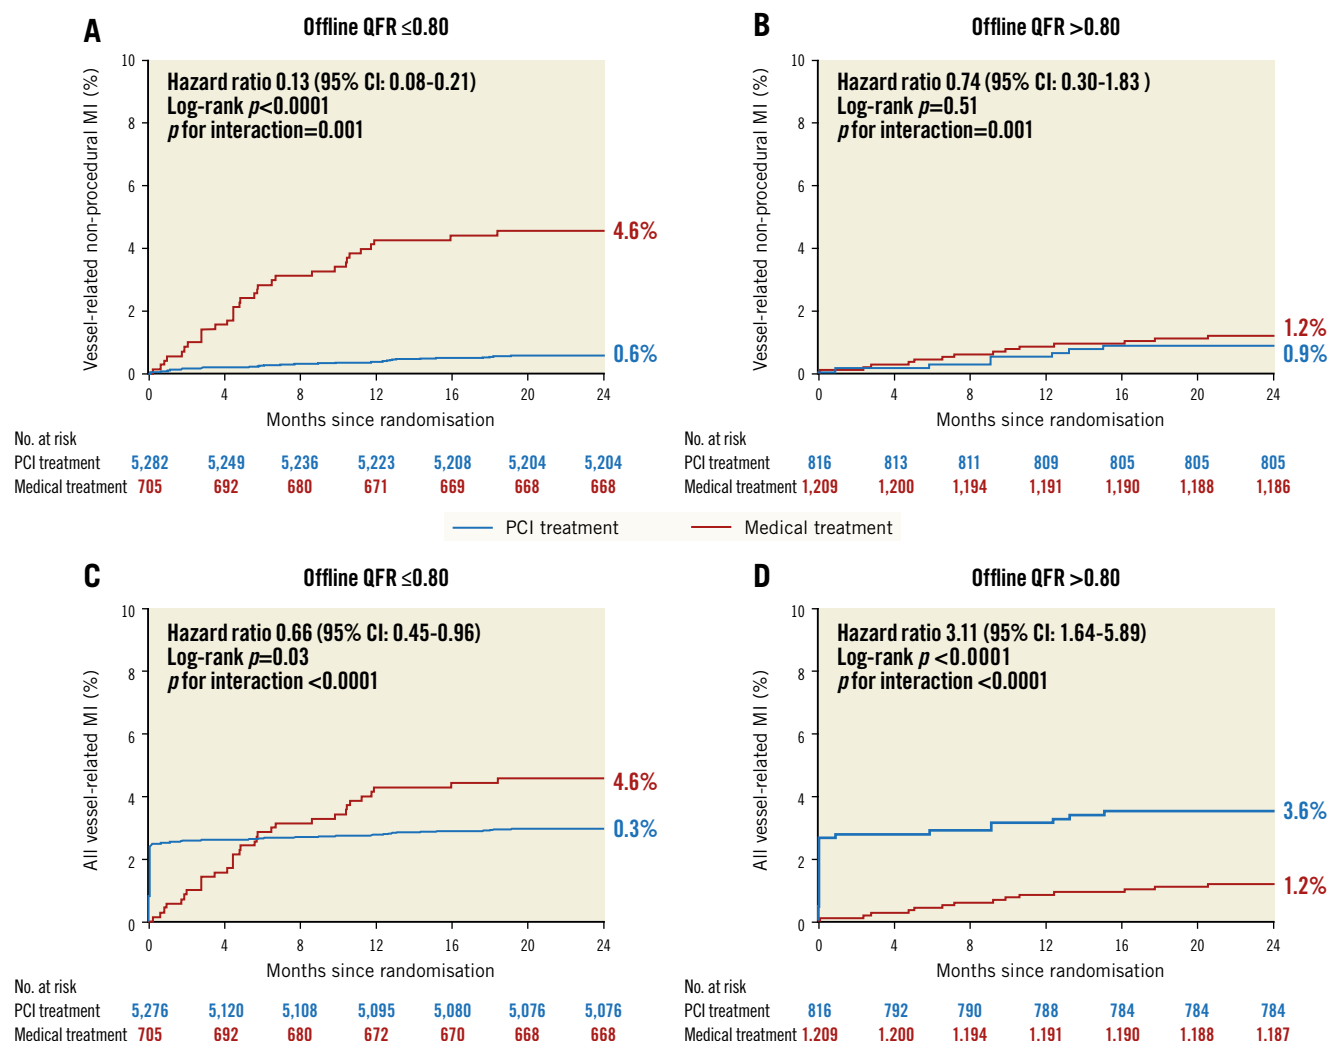 A
Offline QFR ≤0.80
Hazard ratio 0.13 (95% CI: 0.08-0.21)
Log-rank p<0.0001
p for interaction=0.001
Vessel-related non-procedural MI (%)
10
8
6
4
2
0
4.6%
0.6%
0 4 8 12 16 20 24
Months since randomisation
No. at risk
PCI treatment 5,282 5,249 5,236 5,223 5,208 5,204 5,204
Medical treatment 705 692 680 671 669 668 668
B
Offline QFR >0.80
Hazard ratio 0.74 (95% CI: 0.30-1.83 )
Log-rank p=0.51
p for interaction=0.001
Vessel-related non-procedural MI (%)
10
8
6
4
2
0
1.2%
0.9%
0 4 8 12 16 20 24
Months since randomisation
No. at risk
PCI treatment 816 813 811 809 805 805 805
Medical treatment 1,209 1,200 1,194 1,191 1,190 1,188 1,186
PCI treatment Medical treatment
C
Offline QFR ≤0.80
Hazard ratio 0.66 (95% CI: 0.45-0.96)
Log-rank p=0.03
p for interaction <0.0001
All vessel-related MI (%)
10
8
6
4
2
0
4.6%
0.3%
0 4 8 12 16 20 24
Months since randomisation
No. at risk
PCI treatment 5,276 5,120 5,108 5,095 5,080 5,076 5,076
Medical treatment 705 692 680 672 670 668 668
D
Offline QFR >0.80
Hazard ratio 3.11 (95% CI: 1.64-5.89)
Log-rank p <0.0001
p for interaction <0.0001
All vessel-related MI (%)
10
8
6
4
2
0
3.6%
1.2%
0 4 8 12 16 20 24
Months since randomisation
No. at risk
PCI treatment 816 792 790 788 784 784 784
Medical treatment 1.209 1.200 1.194 1.191 1.190 1.188 1.187